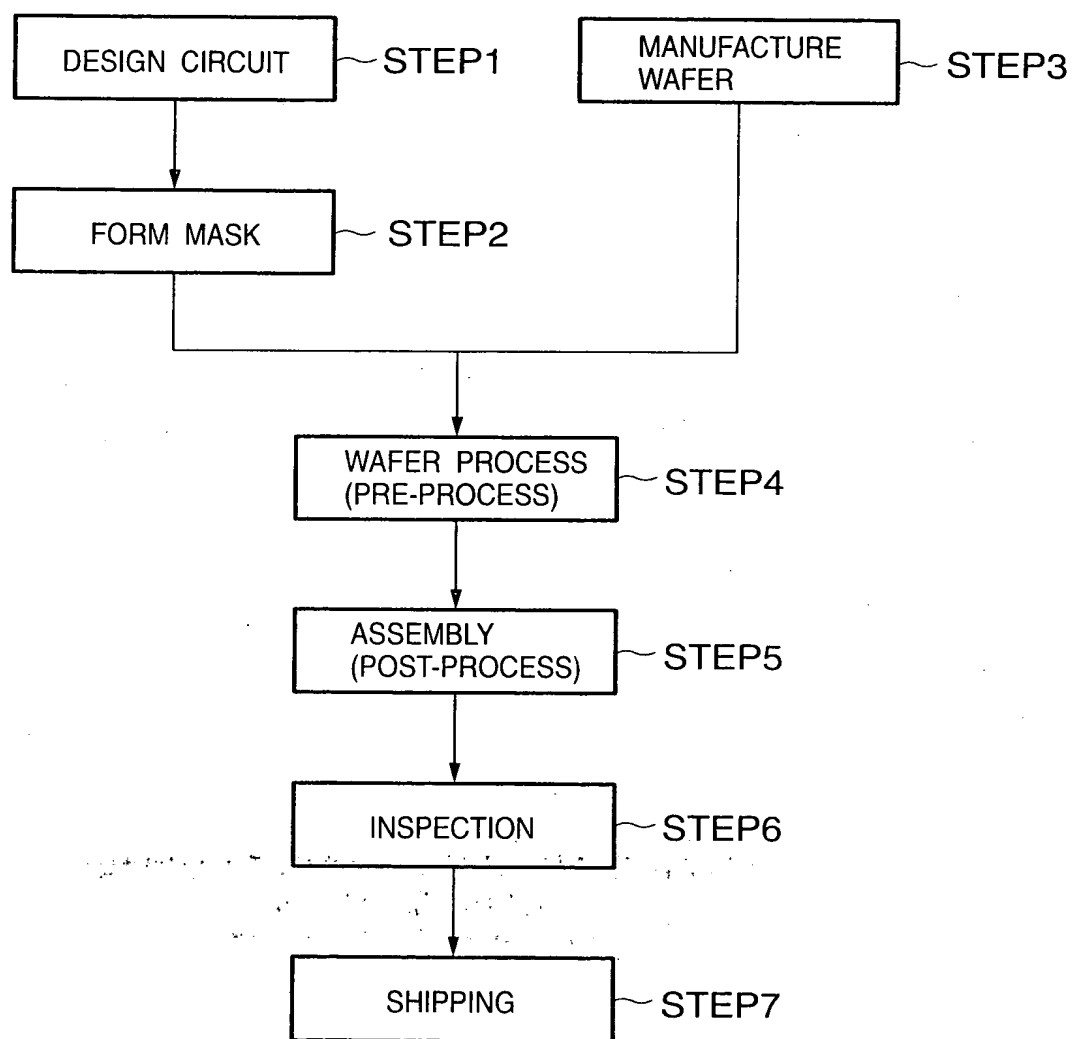 DESIGN CIRCUIT
STEP1
MANUFACTURE
WAFER
STEP3
FORM MASK
STEP2
WAFER PROCESS
(PRE-PROCESS)
STEP4
ASSEMBLY
(POST-PROCESS)
STEP5
INSPECTION
STEP6
SHIPPING
STEP7